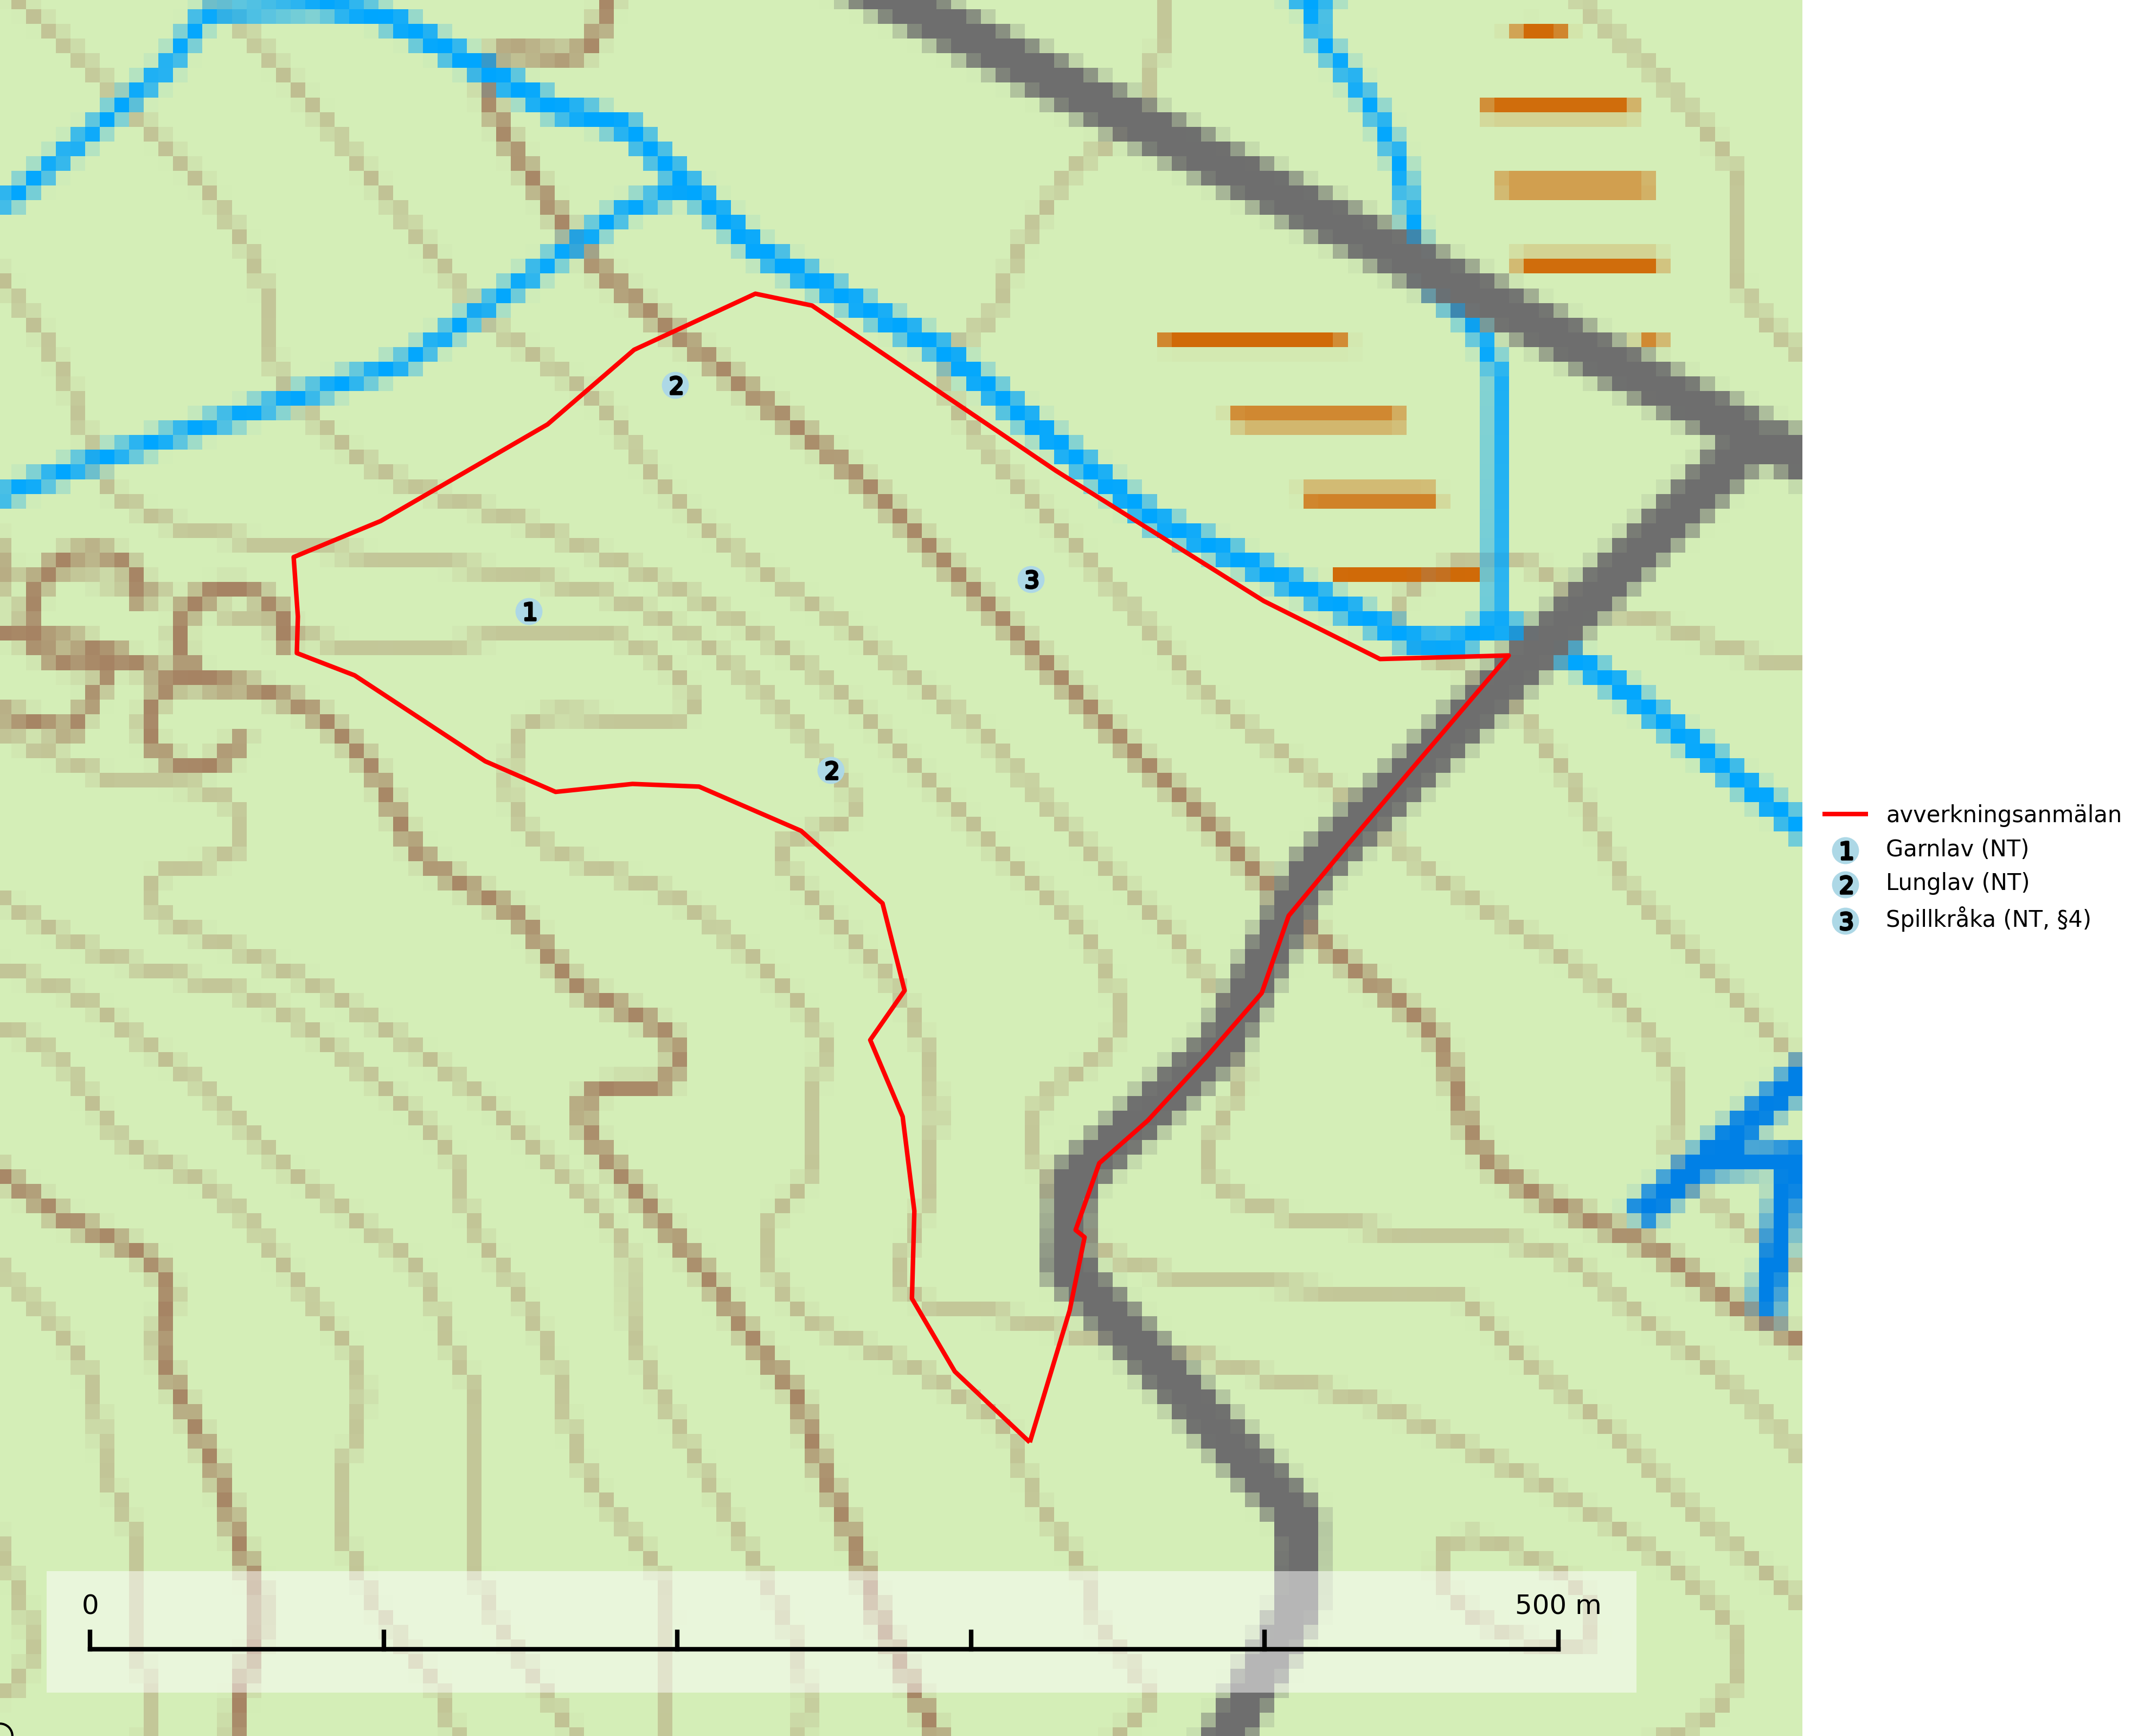 2
3
1
2
avverkningsanmälan
1 Garnlav (NT)
2 Lunglav (NT)
3 Spillkråka (NT, §4)
0 500 m